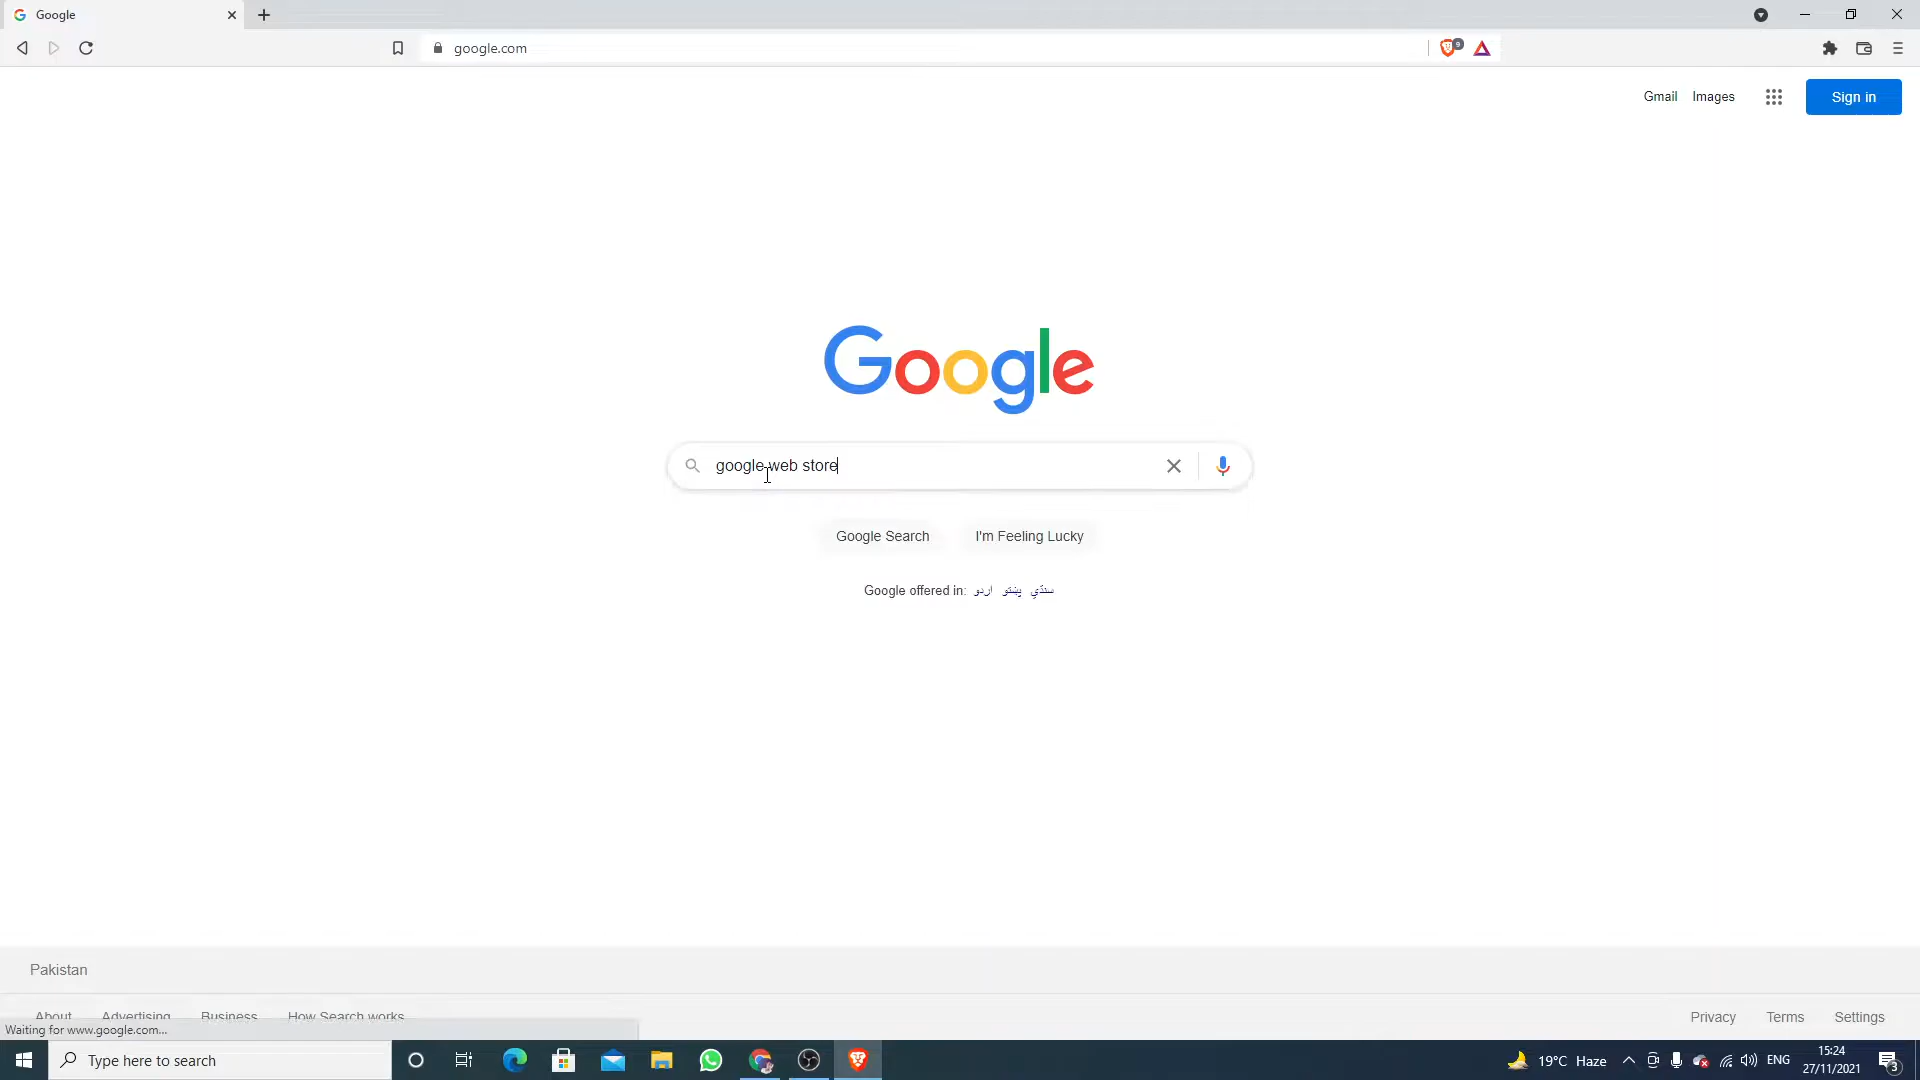 Google
google.com
9
Gmail Images Sign in
Google
google web store
Google Search I'm Feeling Lucky
Google offered in: اردو پښتو سنڌي
Pakistan
About Advertising Business How Search works
Privacy Terms Settings
Waiting for www.google.com...
Type here to search
19°C Haze
ENG
15:24
27/11/2021
3